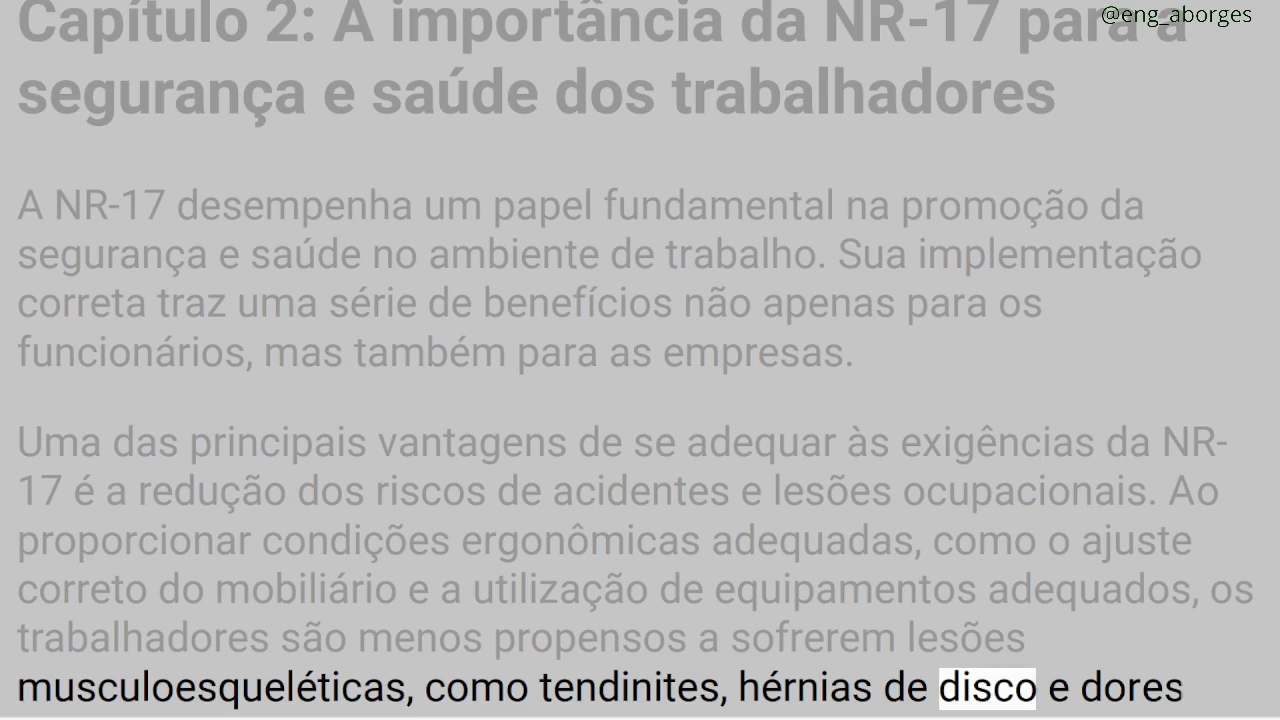 @eng_aborges
Capítulo 2: A importância da NR-17 para a
segurança e saúde dos trabalhadores
A NR-17 desempenha um papel fundamental na promoção da
segurança e saúde no ambiente de trabalho. Sua implementação
correta traz uma série de benefícios não apenas para os
funcionários, mas também para as empresas.
Uma das principais vantagens de se adequar às exigências da NR-
17 é a redução dos riscos de acidentes e lesões ocupacionais. Ao
proporcionar condições ergonômicas adequadas, como o ajuste
correto do mobiliário e a utilização de equipamentos adequados, os
trabalhadores são menos propensos a sofrerem lesões
musculoesqueléticas, como tendinites, hérnias de disco e dores